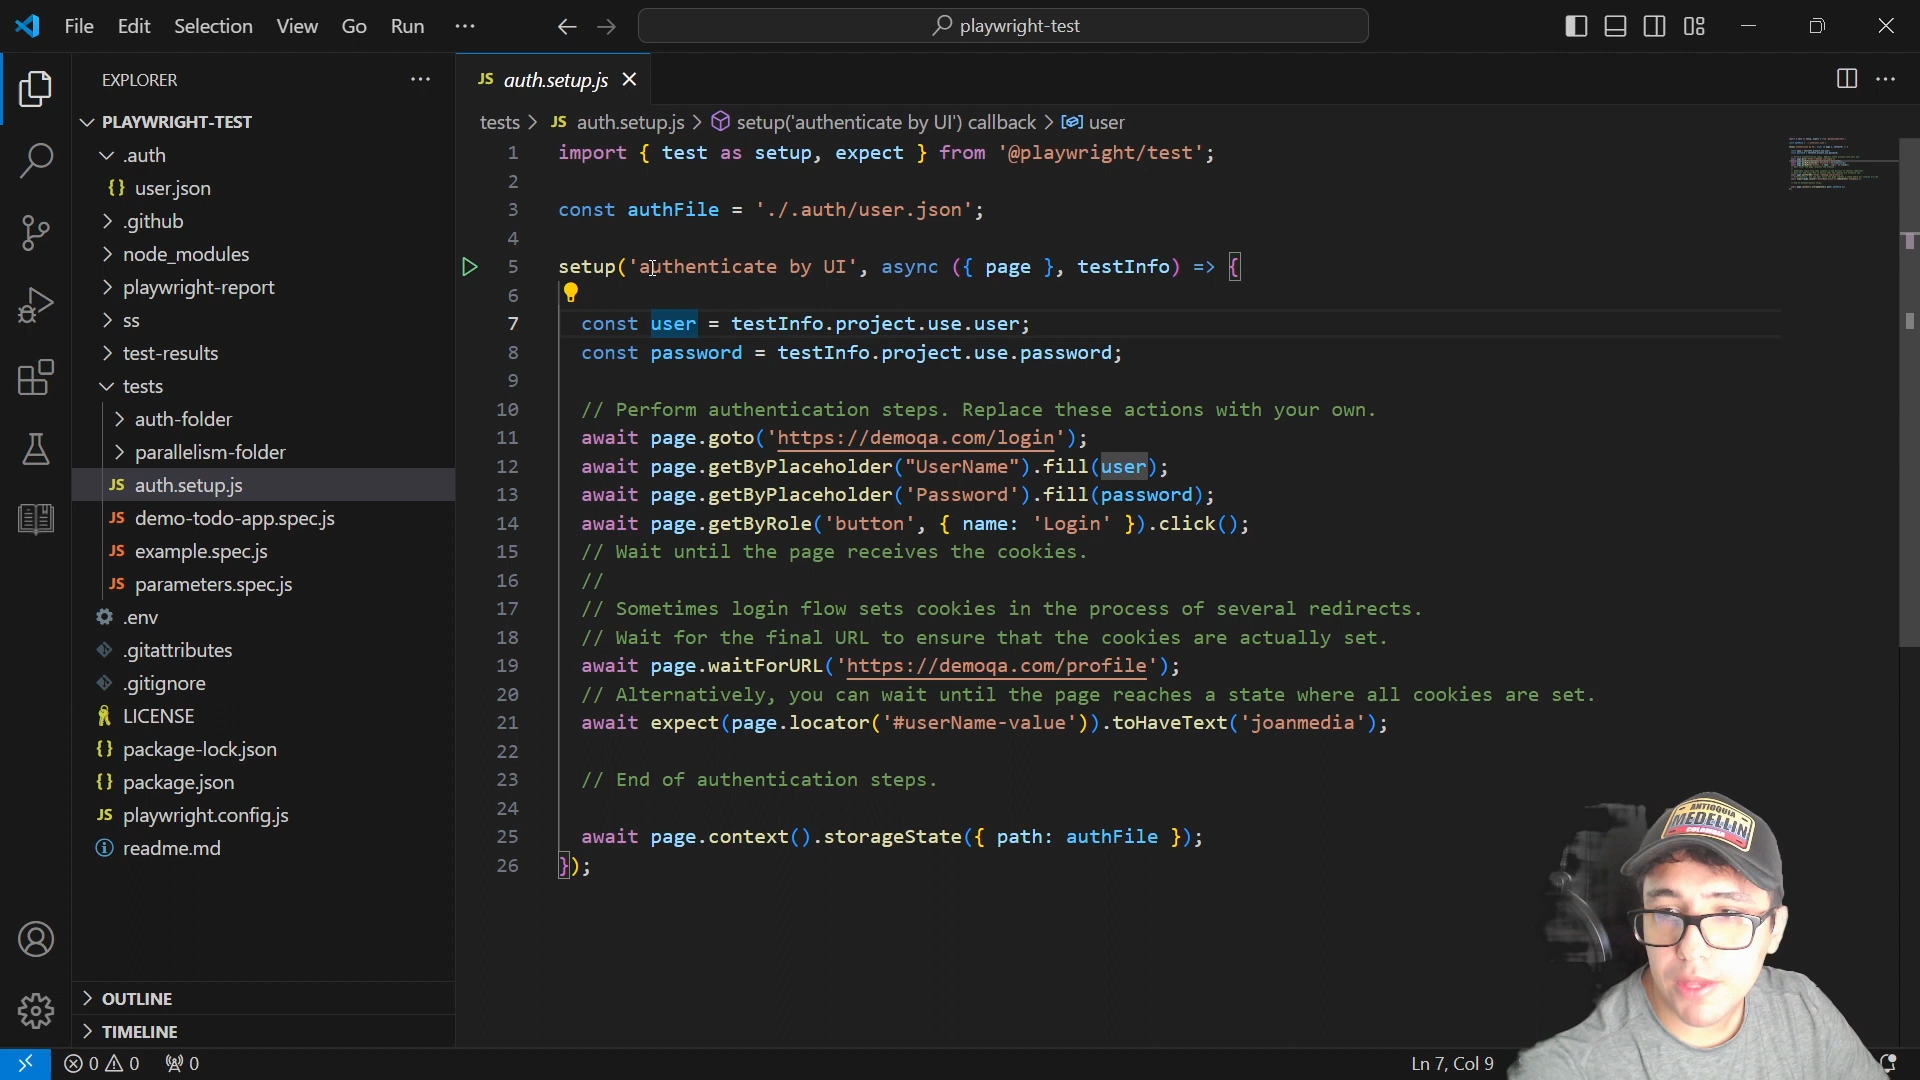 File Edit Selection View Go Run ···
playwright-test
EXPLORER
PLAYWRIGHT-TEST
.auth
{} user.json
.github
node_modules
playwright-report
ss
test-results
tests
auth-folder
parallelism-folder
JS auth.setup.js
JS demo-todo-app.spec.js
JS example.spec.js
JS parameters.spec.js
.env
.gitattributes
.gitignore
LICENSE
{} package-lock.json
{} package.json
JS playwright.config.js
readme.md
OUTLINE
TIMELINE
JS auth.setup.js
tests > JS auth.setup.js > setup('authenticate by UI') callback > user
1 import { test as setup, expect } from '@playwright/test';
2
3 const authFile = './.auth/user.json';
4
5 setup('authenticate by UI', async ({ page }, testInfo) => {
6
7 const user = testInfo.project.use.user;
8 const password = testInfo.project.use.password;
9
10 // Perform authentication steps. Replace these actions with your own.
11 await page.goto('https://demoqa.com/login');
12 await page.getByPlaceholder("UserName").fill(user);
13 await page.getByPlaceholder('Password').fill(password);
14 await page.getByRole('button', { name: 'Login' }).click();
15 // Wait until the page receives the cookies.
16 //
17 // Sometimes login flow sets cookies in the process of several redirects.
18 // Wait for the final URL to ensure that the cookies are actually set.
19 await page.waitForURL('https://demoqa.com/profile');
20 // Alternatively, you can wait until the page reaches a state where all cookies are set.
21 await expect(page.locator('#userName-value')).toHaveText('joanmedia');
22
23 // End of authentication steps.
24
25 await page.context().storageState({ path: authFile });
26 });
ANTIOQUIA
MEDELLIN
COLOMBIA
0 0 0
Ln 7, Col 9